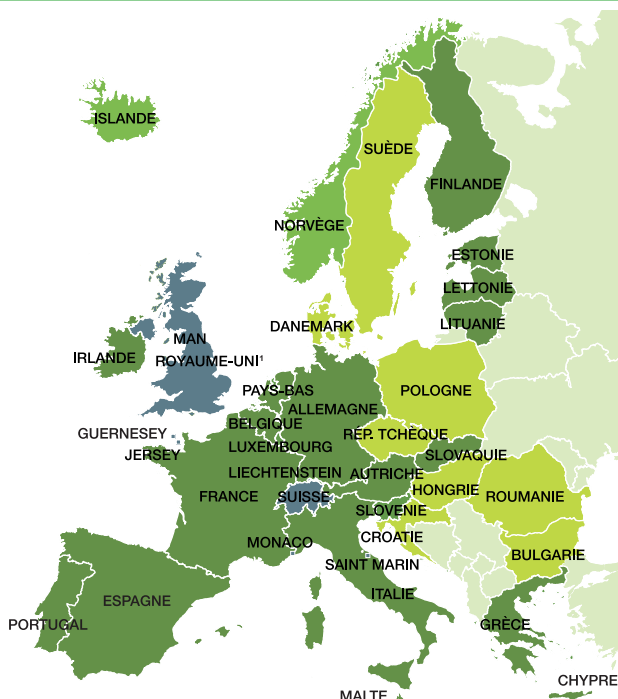 ISLANDE
SUÈDE
FINLANDE
NORVÈGE
ESTONIE
LETTONIE
LITUANIE
DANEMARK
MAN
IRLANDE
ROYAUME-UNI¹
PAYS-BAS
POLOGNE
ALLEMAGNE
BELGIQUE
GUERNESEY
RÉP. TCHÈQUE
LUXEMBOURG
JERSEY
SLOVAQUIE
LIECHTENSTEIN
AUTRICHE
HONGRIE
FRANCE
SUISSE
ROUMANIE
SLOVENIE
CROATIE
MONACO
BULGARIE
SAINT MARIN
ITALIE
ESPAGNE
PORTUGAL
GRÈCE
CHYPRE
MALTE